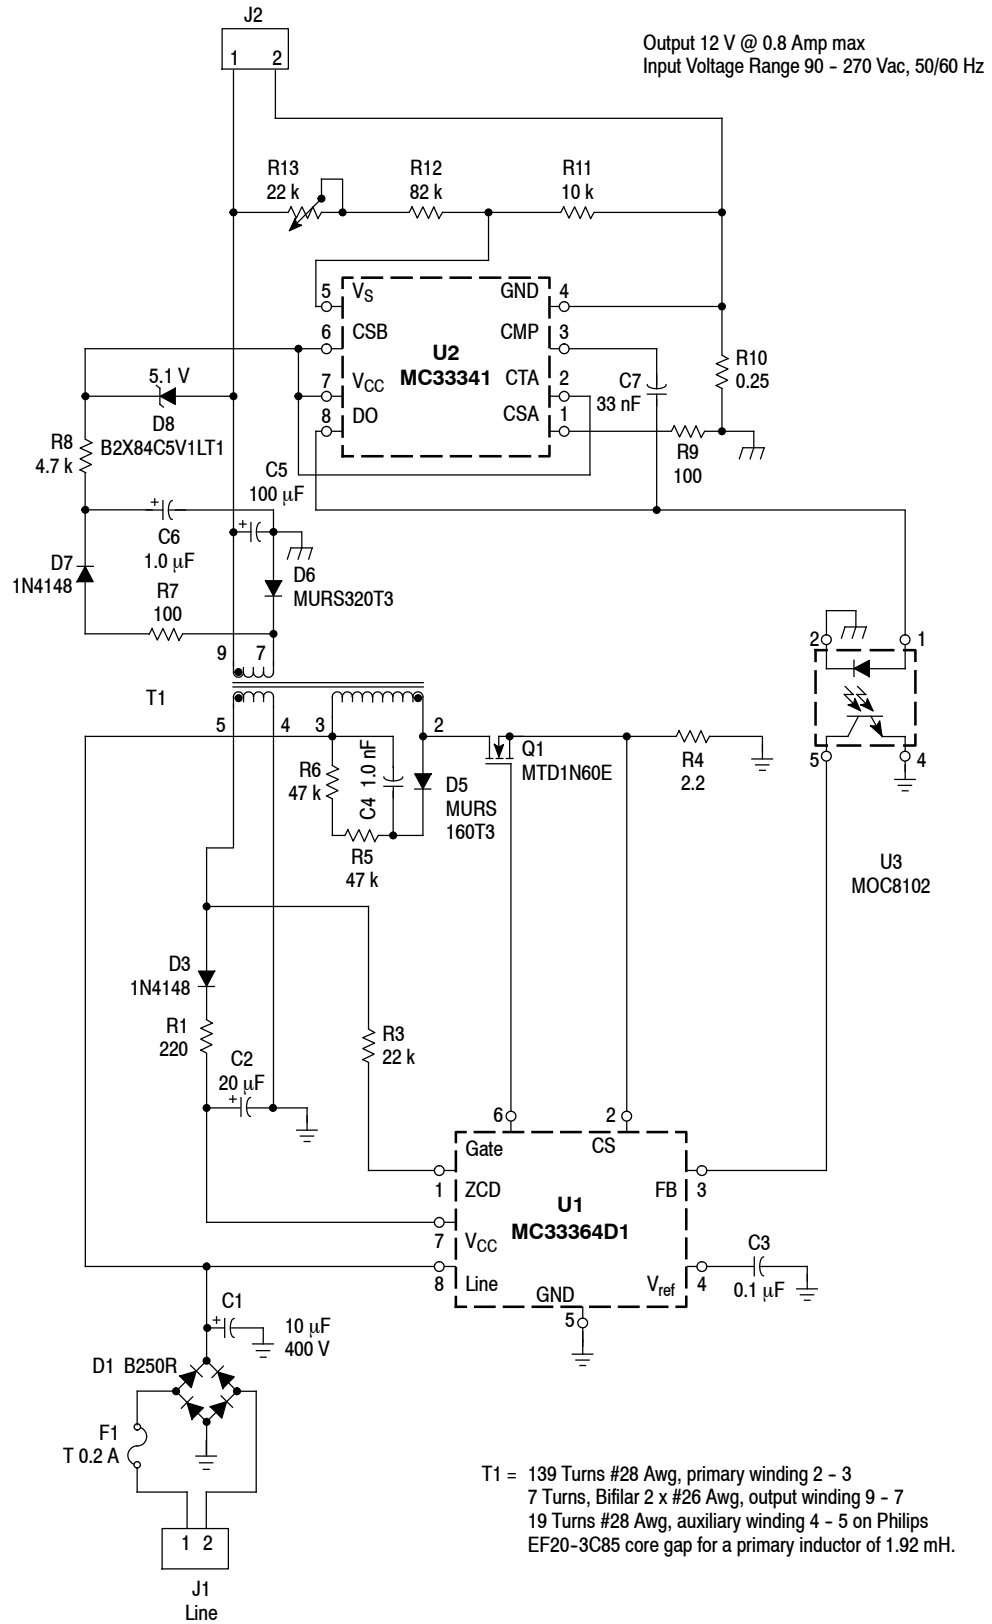 J2
1 2
Output 12 V @ 0.8 Amp max
Input Voltage Range 90 - 270 Vac, 50/60 Hz
R13
22 k
R12
82 k
R11
10 k
5
VS
GND
4
6
CSB
CMP
3
U2
MC33341
7
VCC
CTA
2
8
DO
CSA
1
R10
0.25
C7
33 nF
R9
100
5.1 V
D8
B2X84C5V1LT1
R8
4.7 k
C5
100 µF
+
+
C6
1.0 µF
D7
1N4148
R7
100
D6
MURS320T3
9 7
T1
5 4 3 2
2 1
5 4
U3
MOC8102
R6
47 k
C4 1.0 nF
D5
MURS
160T3
R5
47 k
Q1
MTD1N60E
R4
2.2
D3
1N4148
R1
220
R3
22 k
C2
20 µF
+
6 2
Gate
CS
1
ZCD
FB
3
U1
MC33364D1
7
VCC
8
Line
Vref
4
GND
5
C3
0.1 µF
C1
+
10 µF
400 V
D1 B250R
F1
T 0.2 A
1 2
J1
Line
T1 = 139 Turns #28 Awg, primary winding 2 - 3
7 Turns, Bifilar 2 x #26 Awg, output winding 9 - 7
19 Turns #28 Awg, auxiliary winding 4 - 5 on Philips
EF20-3C85 core gap for a primary inductor of 1.92 mH.